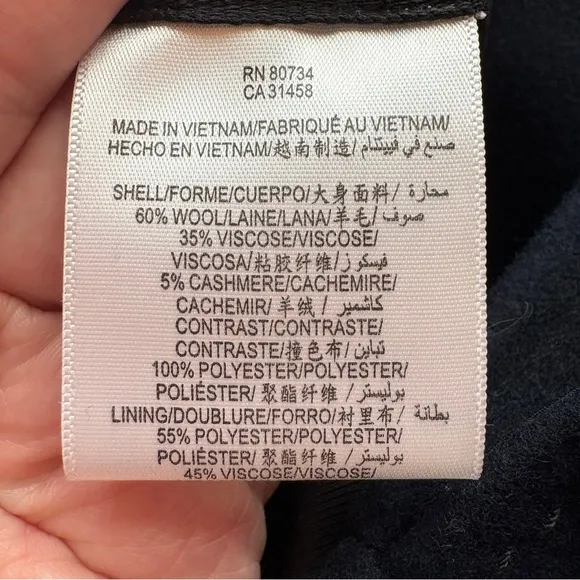 RN 80734
CA 31458
MADE IN VIETNAM/FABRIQUÉ AU VIETNAM/
HECHO EN VIETNAM/越南制造/ صنع في فييتنام
SHELL/FORME/CUERPO/大身面料/ محارة
60% WOOL/LAINE/LANA/羊毛/ صوف
35% VISCOSE/VISCOSE/
VISCOSA/粘胶纤维/ فيسكوز
5% CASHMERE/CACHEMIRE/
CACHEMIR/羊绒/ كاشمير
CONTRAST/CONTRASTE/
CONTRASTE/撞色布/ تباين
100% POLYESTER/POLYESTER/
POLIÉSTER/聚酯纤维/ بوليستر
LINING/DOUBLURE/FORRO/衬里布/ بطانة
55% POLYESTER/POLYESTER/
POLIÉSTER/聚酯纤维/ بوليستر
45% VISCOSE/VISCOSE/